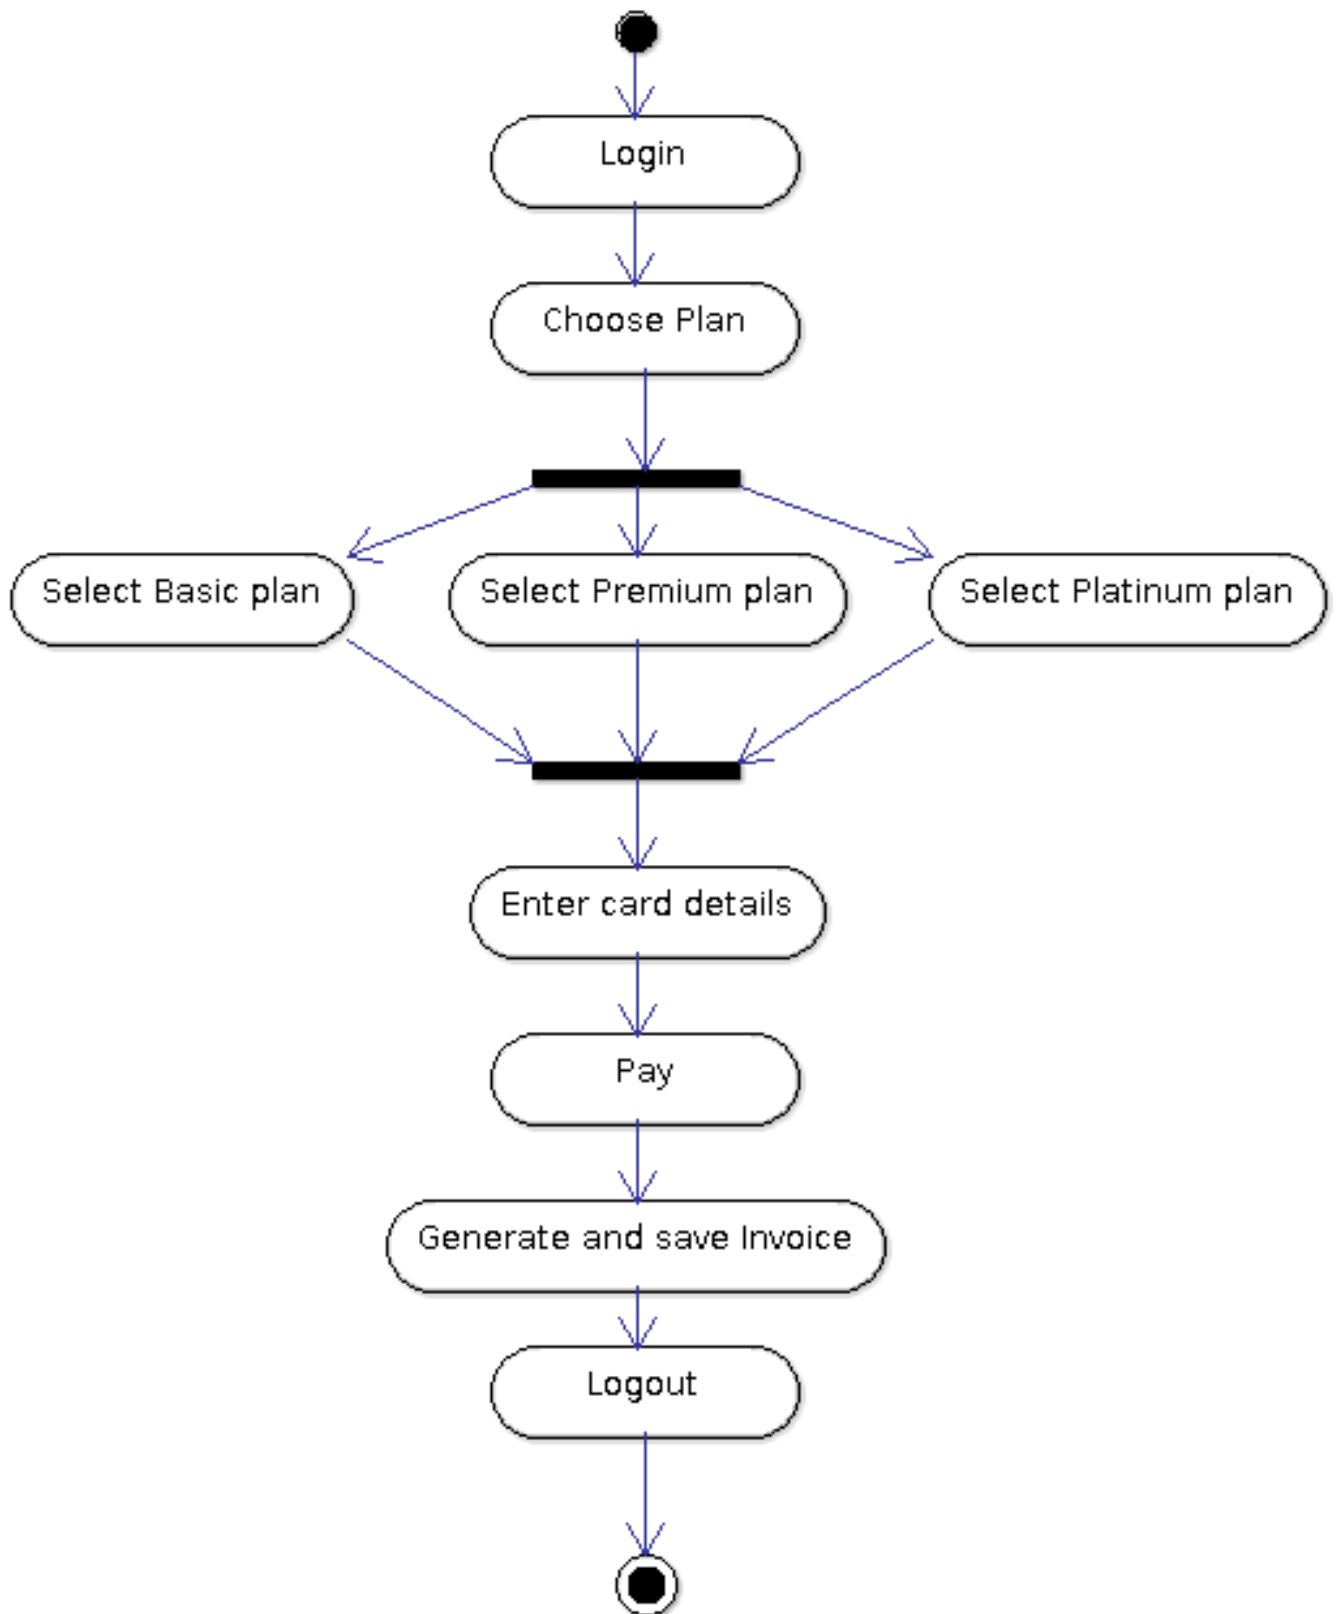 Login
Choose Plan
Select Basic plan
Select Premium plan
Select Platinum plan
Enter card details
Pay
Generate and save Invoice
Logout